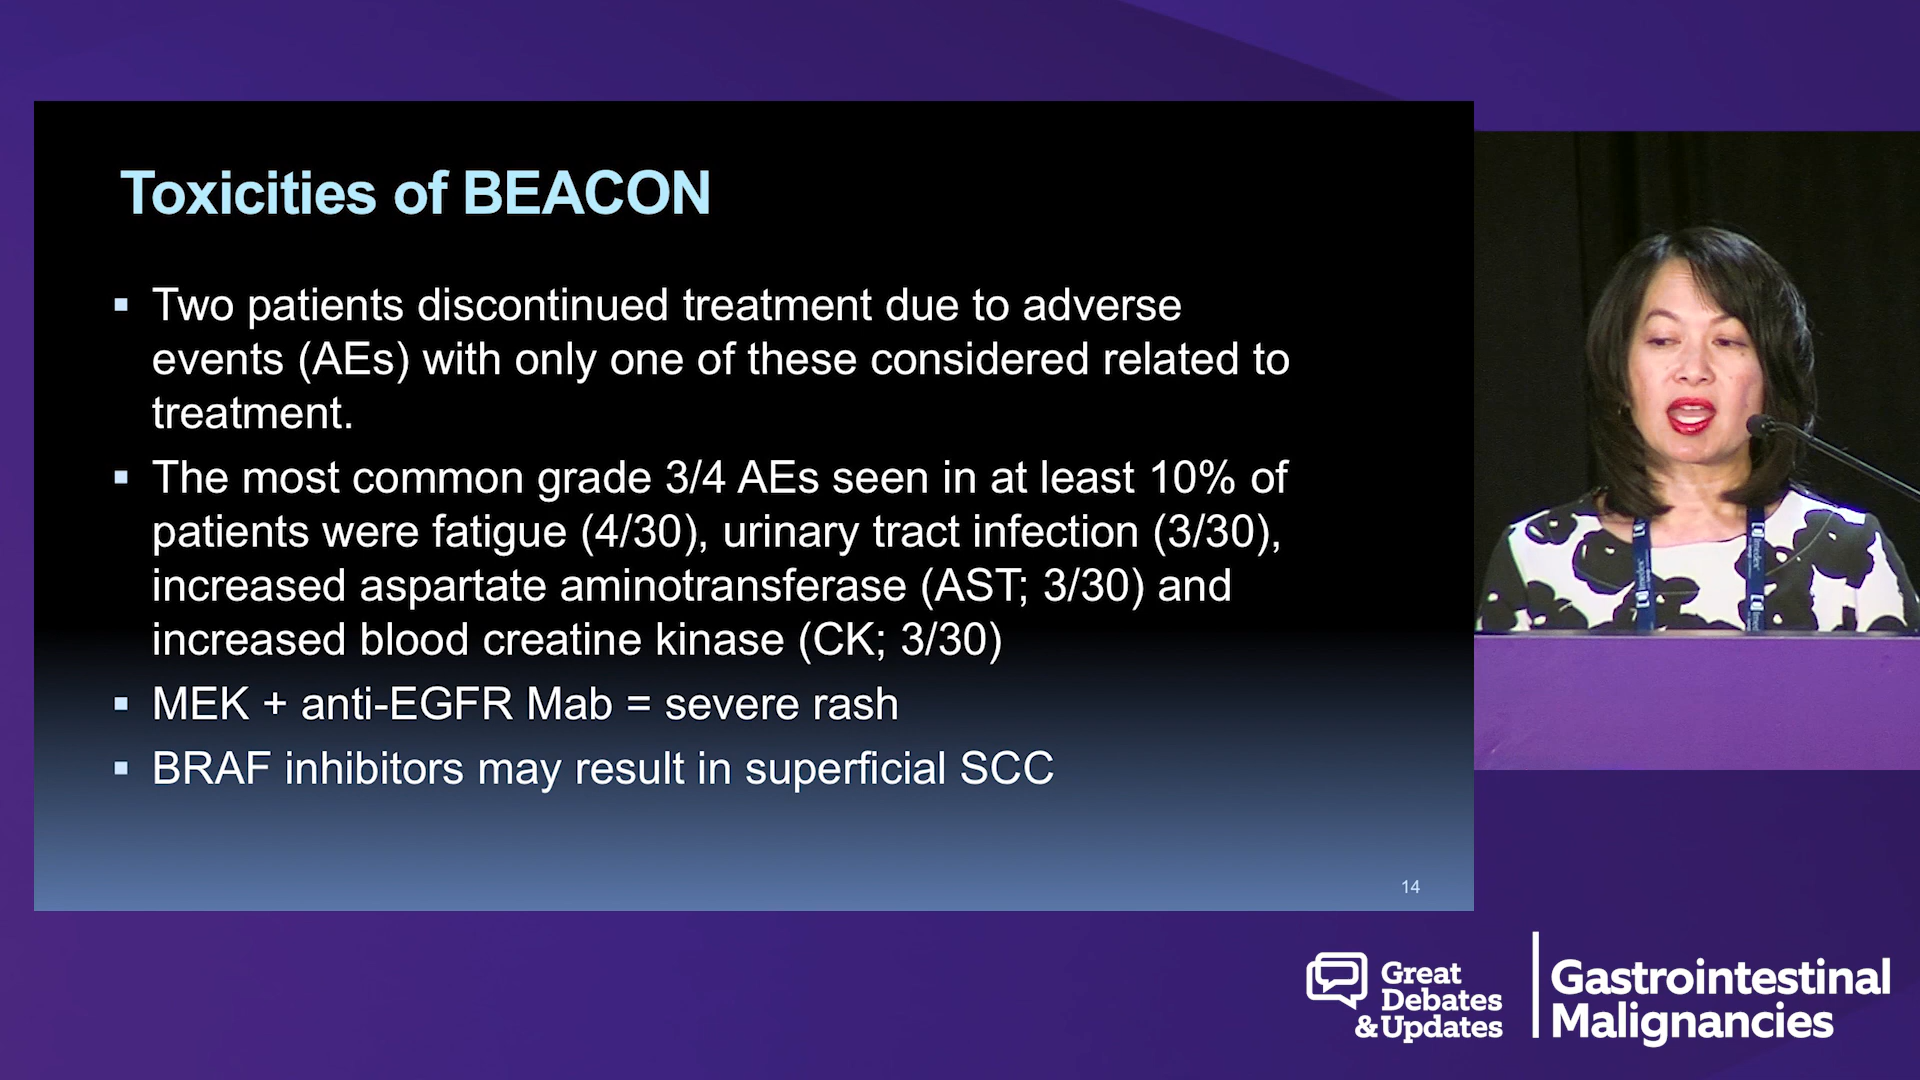 Toxicities of BEACON
▪ Two patients discontinued treatment due to adverse
events (AEs) with only one of these considered related to
treatment.
▪ The most common grade 3/4 AEs seen in at least 10% of
patients were fatigue (4/30), urinary tract infection (3/30),
increased aspartate aminotransferase (AST; 3/30) and
increased blood creatine kinase (CK; 3/30)
▪ MEK + anti-EGFR Mab = severe rash
▪ BRAF inhibitors may result in superficial SCC
14
imedex
imedex
Great
Debates
& Updates
Gastrointestinal
Malignancies